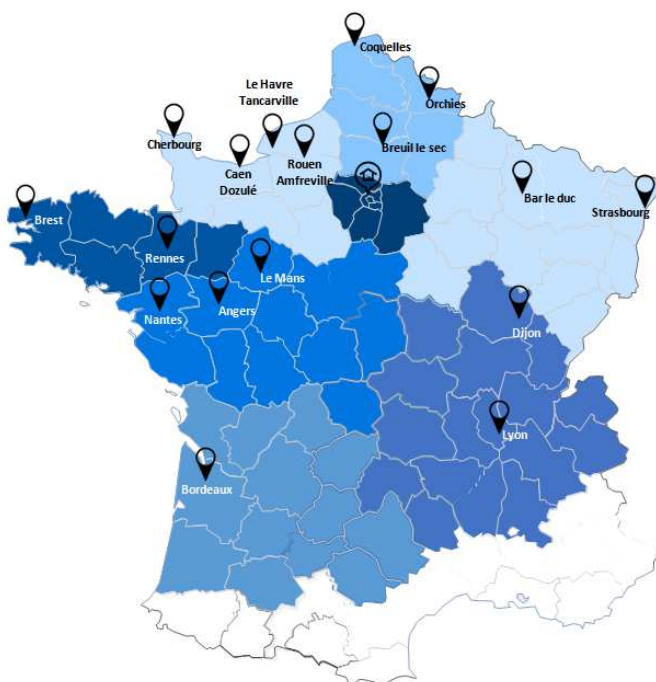 Coquelles
Le Havre
Tancarville
Orchies
Cherbourg
Breuil le sec
Rouen
Amfreville
Caen
Dozulé
Bar le duc
Strasbourg
Brest
Rennes
Le Mans
Angers
Nantes
Dijon
Lyon
Bordeaux